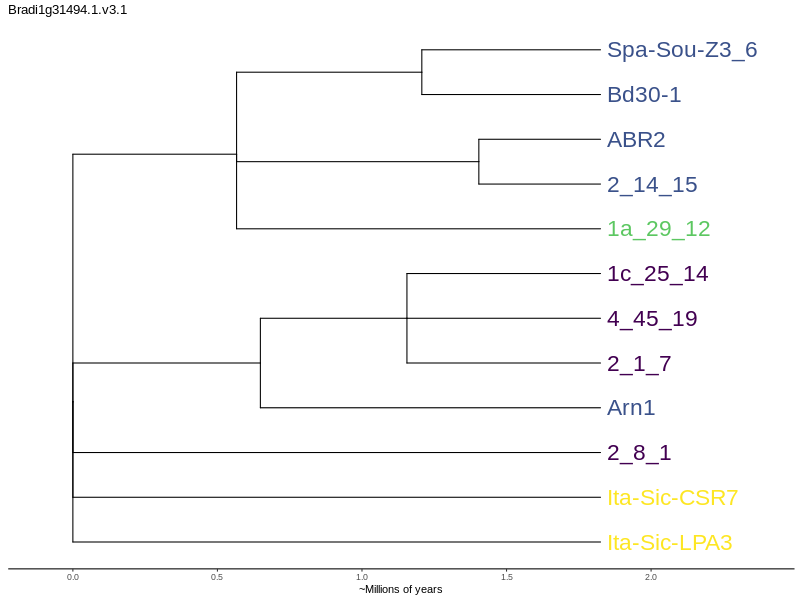 Bradi1g31494.1.v3.1
Spa-Sou-Z3_6
Bd30-1
ABR2
2_14_15
1a_29_12
1c_25_14
4_45_19
2_1_7
Arn1
2_8_1
Ita-Sic-CSR7
Ita-Sic-LPA3
0.0 0.5 1.0 1.5 2.0
~Millions of years